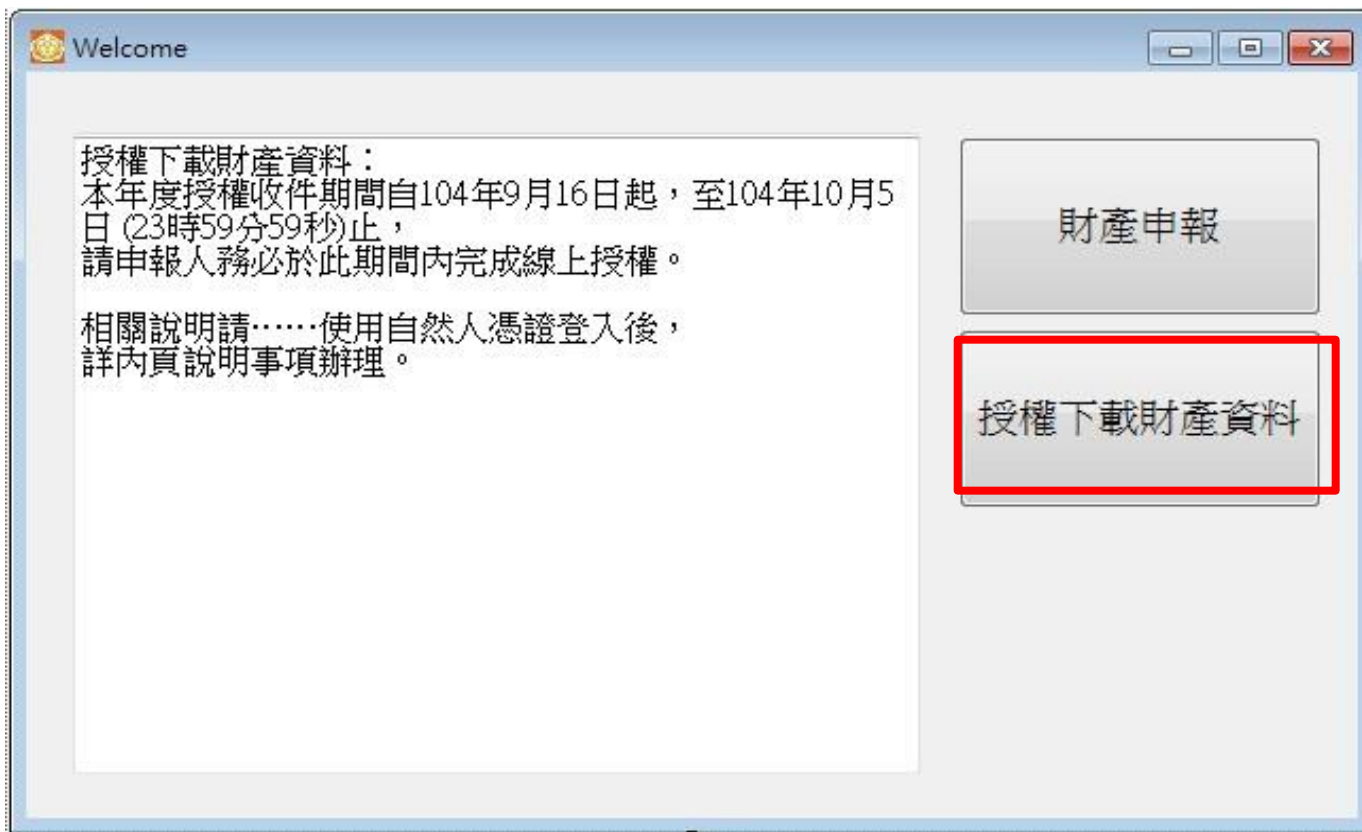 Welcome
授權下載財產資料：
本年度授權收件期間自104年9月16日起，至104年10月5
日 (23時59分59秒)止，
請申報人務必於此期間內完成線上授權。
相關說明請……使用自然人憑證登入後，
詳內頁說明事項辦理。
財產申報
授權下載財產資料